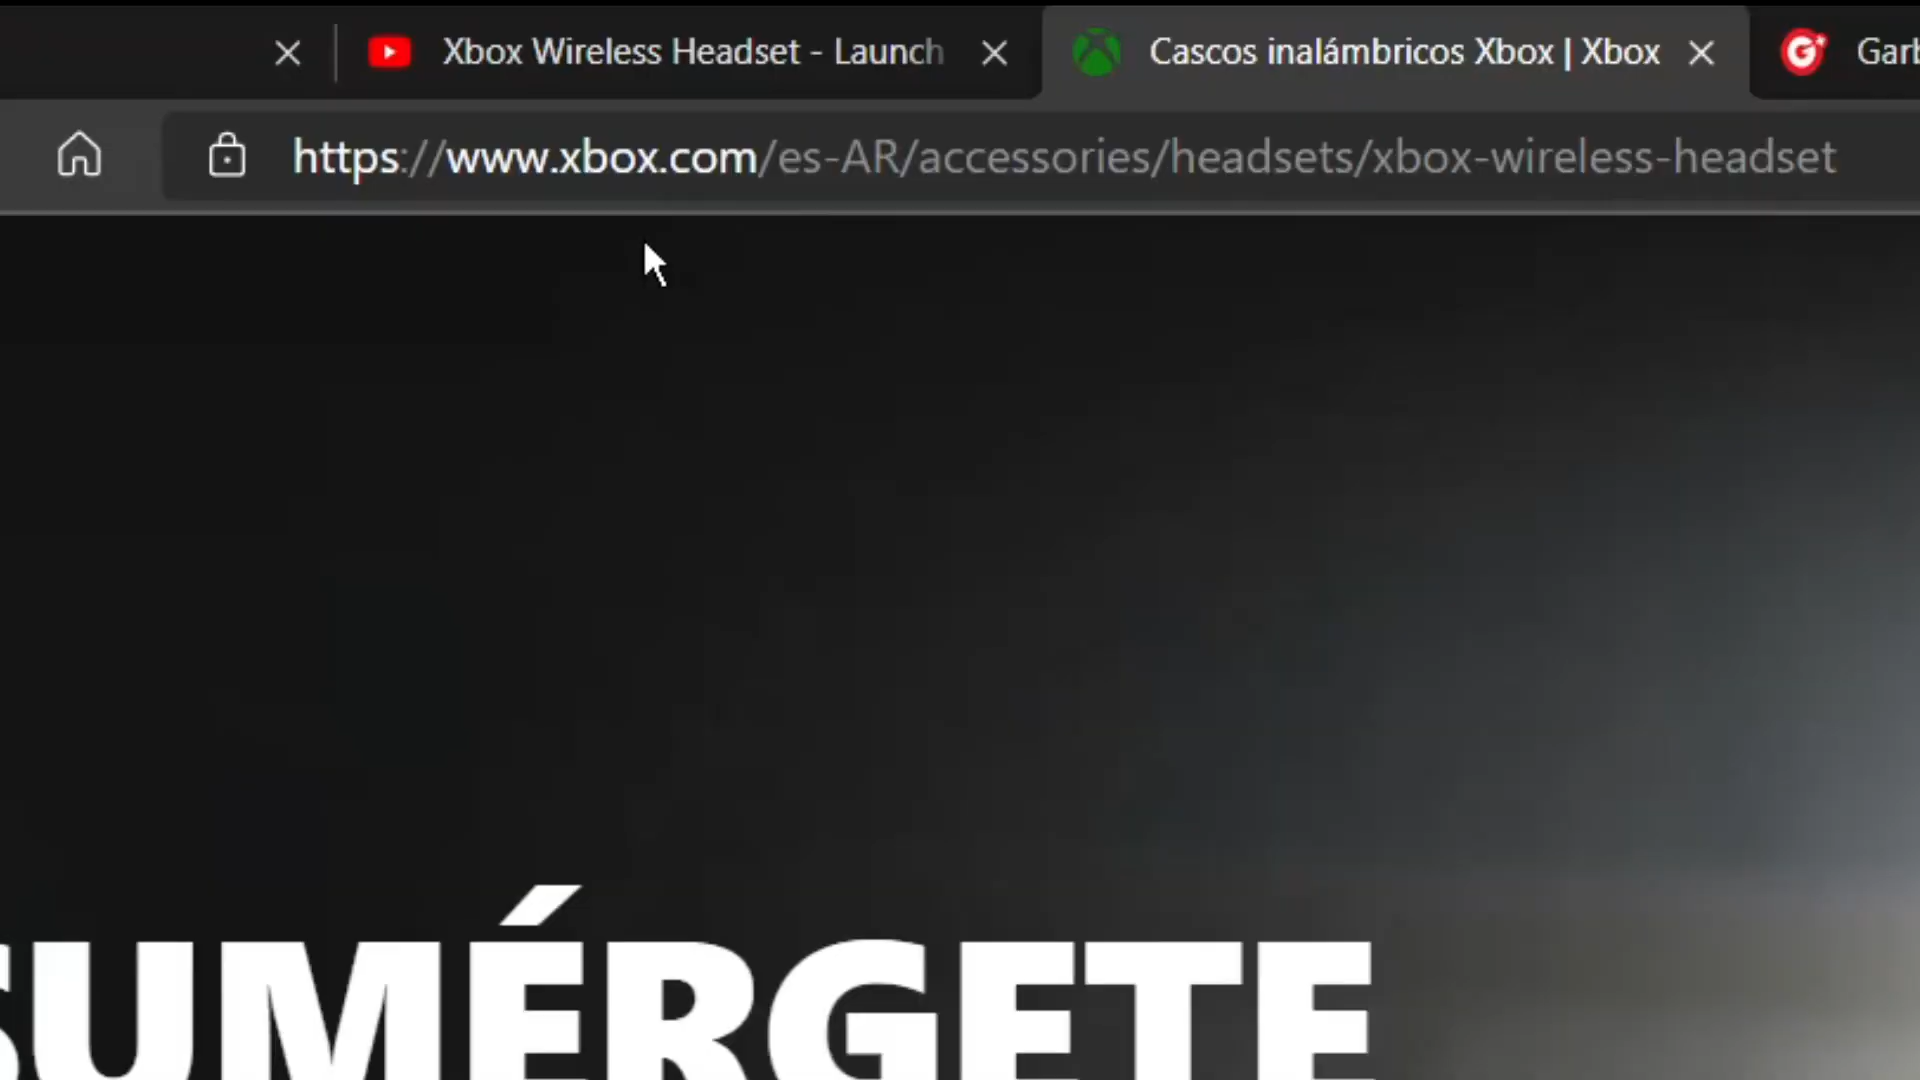 Xbox Wireless Headset - Launch
Cascos inalámbricos Xbox | Xbox
https://www.xbox.com/es-AR/accessories/headsets/xbox-wireless-headset
SUMÉRGETE